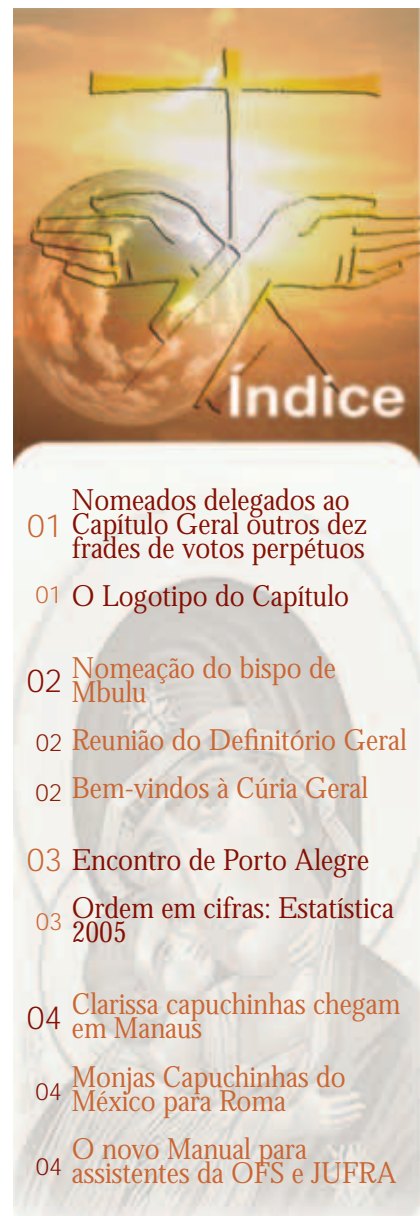 Índice
01 Nomeados delegados ao
Capítulo Geral outros dez
frades de votos perpétuos
01 O Logotipo do Capítulo
02 Nomeação do bispo de
Mbulu
02 Reunião do Definitório Geral
02 Bem-vindos à Cúria Geral
03 Encontro de Porto Alegre
03 Ordem em cifras: Estatística
2005
04 Clarissa capuchinhas chegam
em Manaus
04 Monjas Capuchinhas do
México para Roma
04 O novo Manual para
assistentes da OFS e JUFRA